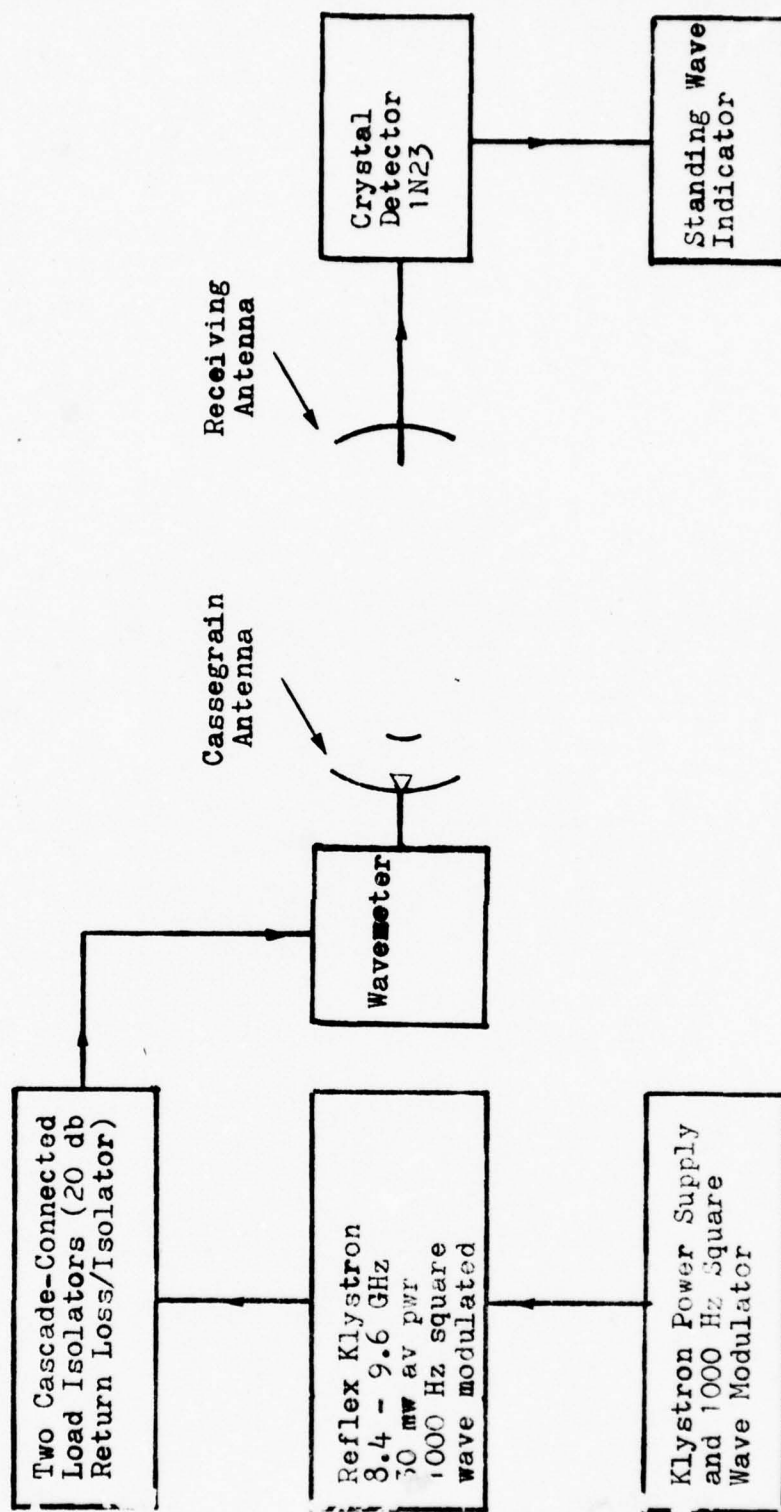 Two Cascade-Connected
Load Isolators (20 db
Return Loss/Isolator)
Reflex Klystron
8.4 - 9.6 GHz
30 mw av pwr
1000 Hz square
wave modulated
Klystron Power Supply
and 1000 Hz Square
Wave Modulator
Wavemeter
Cassegrain
Antenna
Receiving
Antenna
Crystal
Detector
1N23
Standing Wave
Indicator